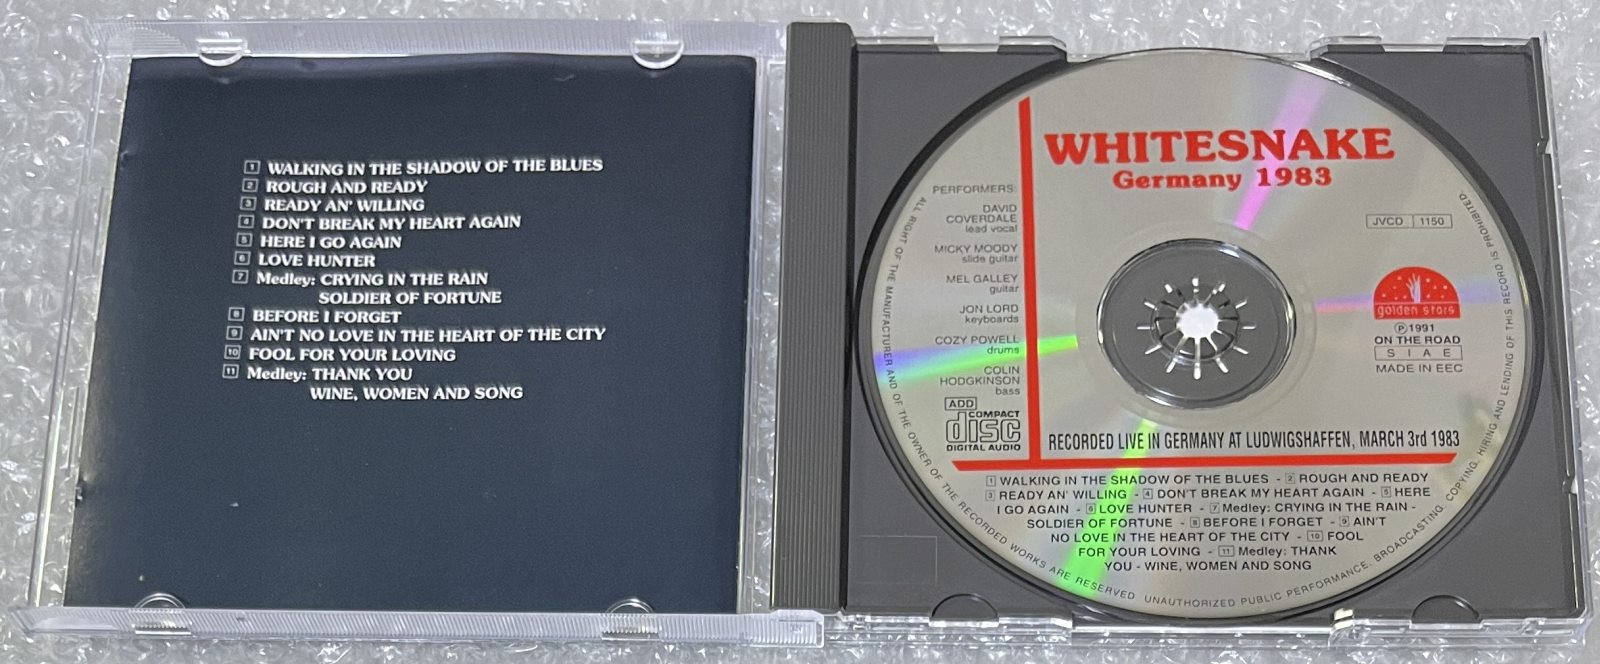 1 WALKING IN THE SHADOW OF THE BLUES
2 ROUGH AND READY
3 READY AN' WILLING
4 DON'T BREAK MY HEART AGAIN
5 HERE I GO AGAIN
6 LOVE HUNTER
7 Medley: CRYING IN THE RAIN
SOLDIER OF FORTUNE
8 BEFORE I FORGET
9 AIN'T NO LOVE IN THE HEART OF THE CITY
10 FOOL FOR YOUR LOVING
11 Medley: THANK YOU
WINE, WOMEN AND SONG
WHITESNAKE
Germany 1983
PERFORMERS:
DAVID
COVERDALE
lead vocal
MICKY MOODY
slide guitar
MEL GALLEY
guitar
JON LORD
keyboards
COZY POWELL
drums
COLIN
HODGKINSON
bass
ADD
COMPACT
disc
DIGITAL AUDIO
JVCD 1150
golden stars
℗ 1991
ON THE ROAD
SIAE
MADE IN EEC
RECORDED LIVE IN GERMANY AT LUDWIGSHAFFEN, MARCH 3rd 1983
1 WALKING IN THE SHADOW OF THE BLUES - 2 ROUGH AND READY
3 READY AN' WILLING - 4 DON'T BREAK MY HEART AGAIN - 5 HERE
I GO AGAIN - 6 LOVE HUNTER - 7 Medley: CRYING IN THE RAIN -
SOLDIER OF FORTUNE - 8 BEFORE I FORGET - 9 AIN'T
NO LOVE IN THE HEART OF THE CITY - 10 FOOL
FOR YOUR LOVING - 11 Medley: THANK
YOU - WINE, WOMEN AND SONG
ALL RIGHT OF THE MANUFACTURER AND OF THE OWNER OF THE RECORDED WORKS ARE RESERVED UNAUTHORIZED PUBLIC PERFORMANCE. BROADCASTING. COPYING. HIRING AND LENDING OF THIS RECORD IS PROHIBITED.